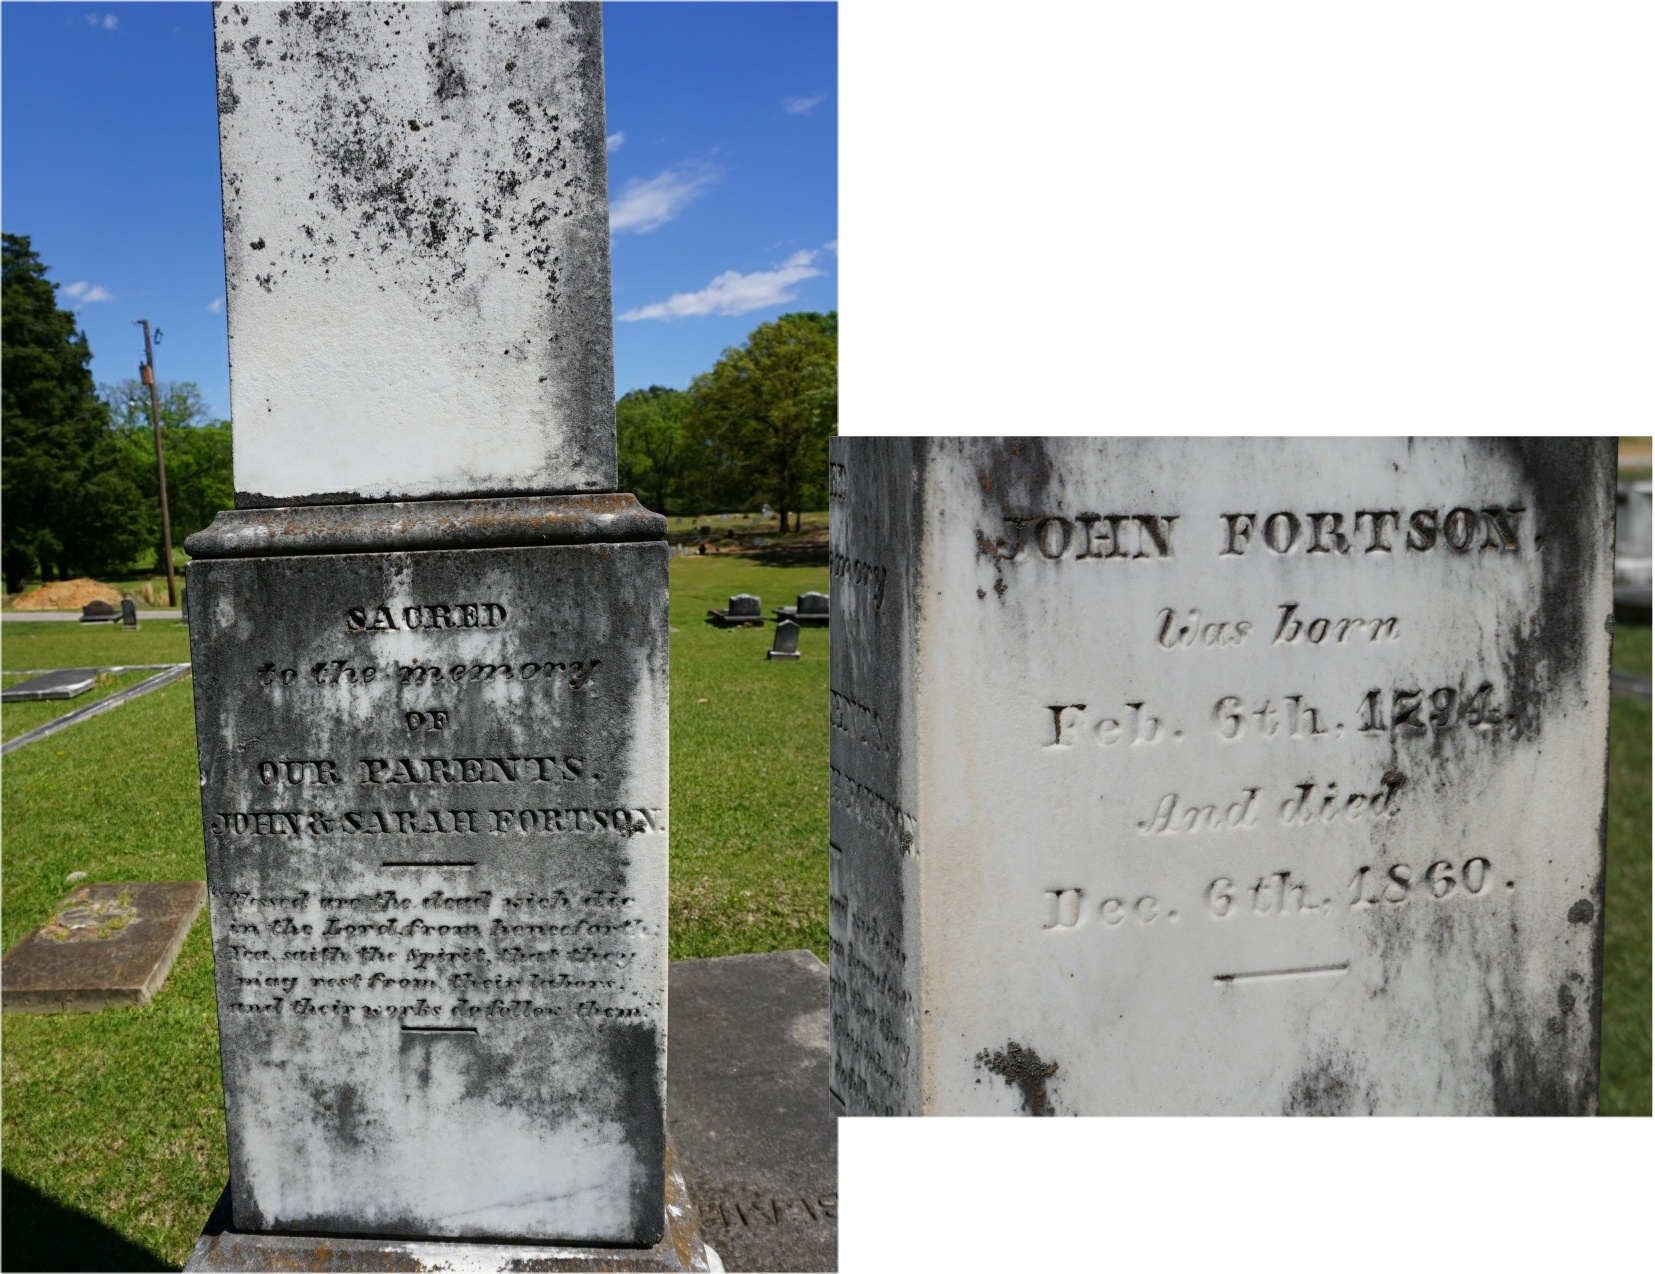 SACRED
to the memory
OF
OUR PARENTS.
JOHN & SARAH FORTSON.
"Blessed are the dead wich die
in the Lord from henceforth:
Yea, saith the Spirit, that they
may rest from their labors;
and their works do follow them."
JOHN FORTSON.
Was born
Feb. 6th, 1794,
And died
Dec. 6th, 1860.